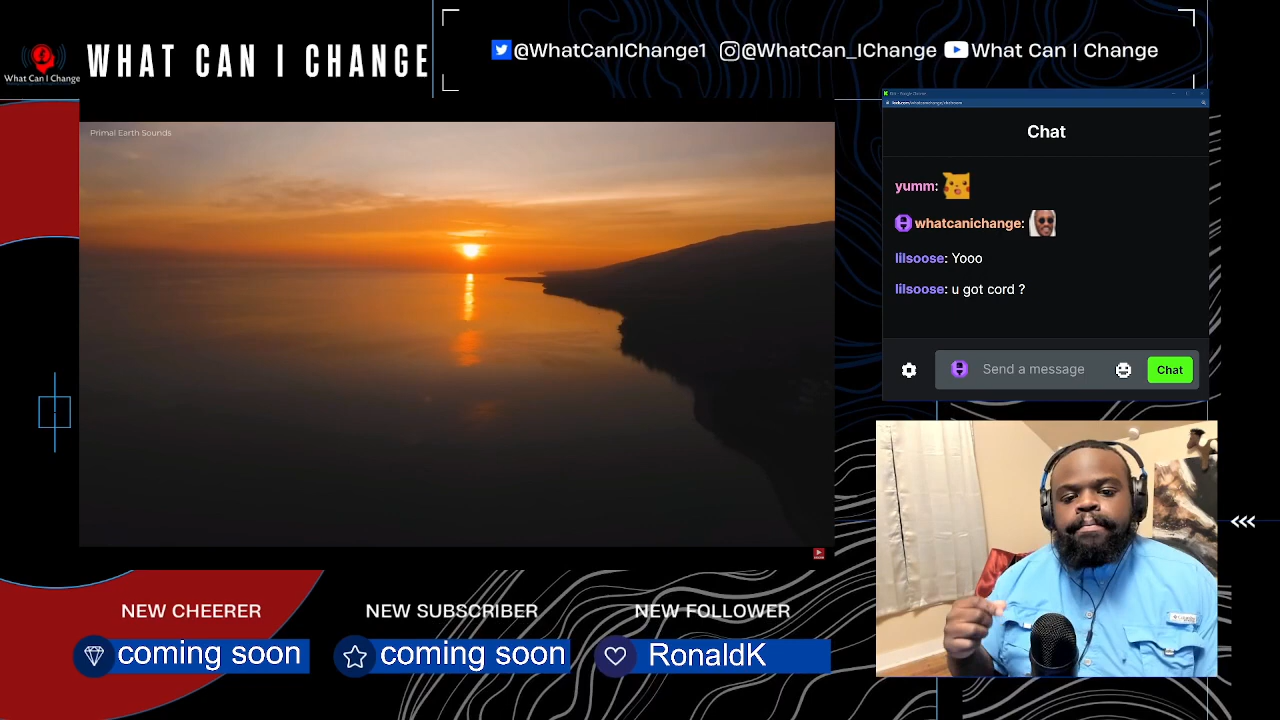 What Can I Change
WHAT CAN I CHANGE
@WhatCanIChange1
@WhatCan_IChange
What Can I Change
Primal Earth Sounds
Chat
yumm:
whatcanichange:
lilsoose: Yooo
lilsoose: u got cord ?
Send a message
Chat
NEW CHEERER
coming soon
NEW SUBSCRIBER
coming soon
NEW FOLLOWER
RonaldK